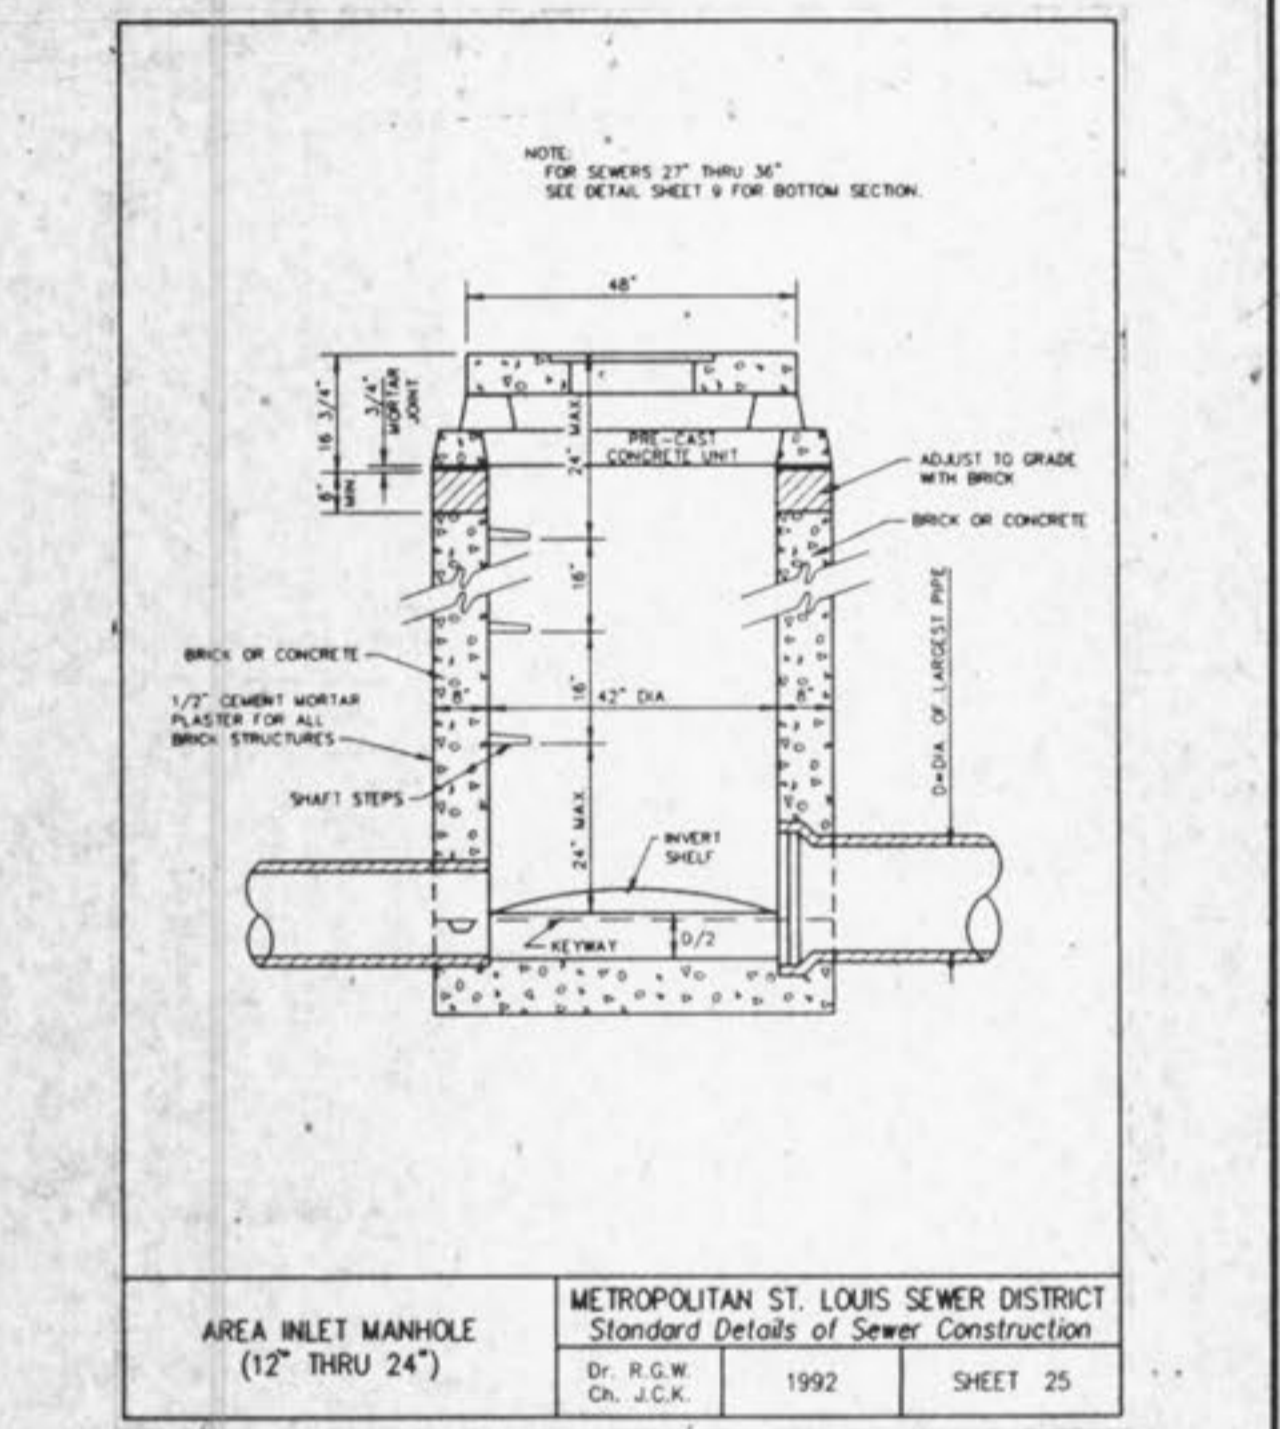 NOTE:
FOR SEWERS 27" THRU 36"
SEE DETAIL SHEET 9 FOR BOTTOM SECTION.
48"
16 3/4"
3/4"
MORTAR
JOINT
6"
MIN
24" MAX.
PRE-CAST
CONCRETE UNIT
ADJUST TO GRADE
WITH BRICK
BRICK OR CONCRETE
16"
BRICK OR CONCRETE
1/2" CEMENT MORTAR
PLASTER FOR ALL
BRICK STRUCTURES
8"
16"
42" DIA
8"
D=DIA OF LARGEST PIPE
SHAFT STEPS
24" MAX
INVERT
SHELF
KEYWAY
D/2
AREA INLET MANHOLE
(12" THRU 24")
METROPOLITAN ST. LOUIS SEWER DISTRICT
Standard Details of Sewer Construction
Dr. R.G.W.
Ch. J.C.K.
1992
SHEET 25